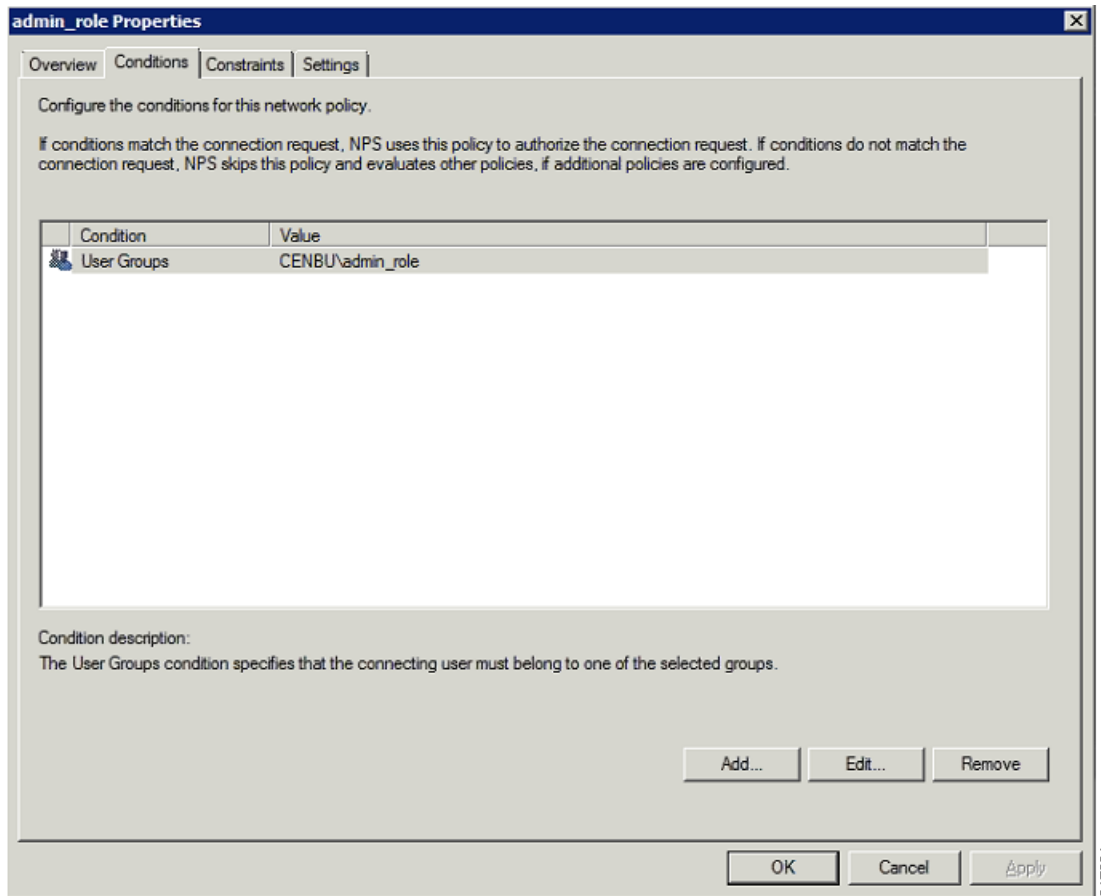 admin_role Properties
Overview Conditions Constraints Settings
Configure the conditions for this network policy.
If conditions match the connection request, NPS uses this policy to authorize the connection request. If conditions do not match the
connection request, NPS skips this policy and evaluates other policies, if additional policies are configured.
Condition Value
User Groups CENBU\admin_role
Condition description:
The User Groups condition specifies that the connecting user must belong to one of the selected groups.
Add... Edit... Remove
OK Cancel Apply